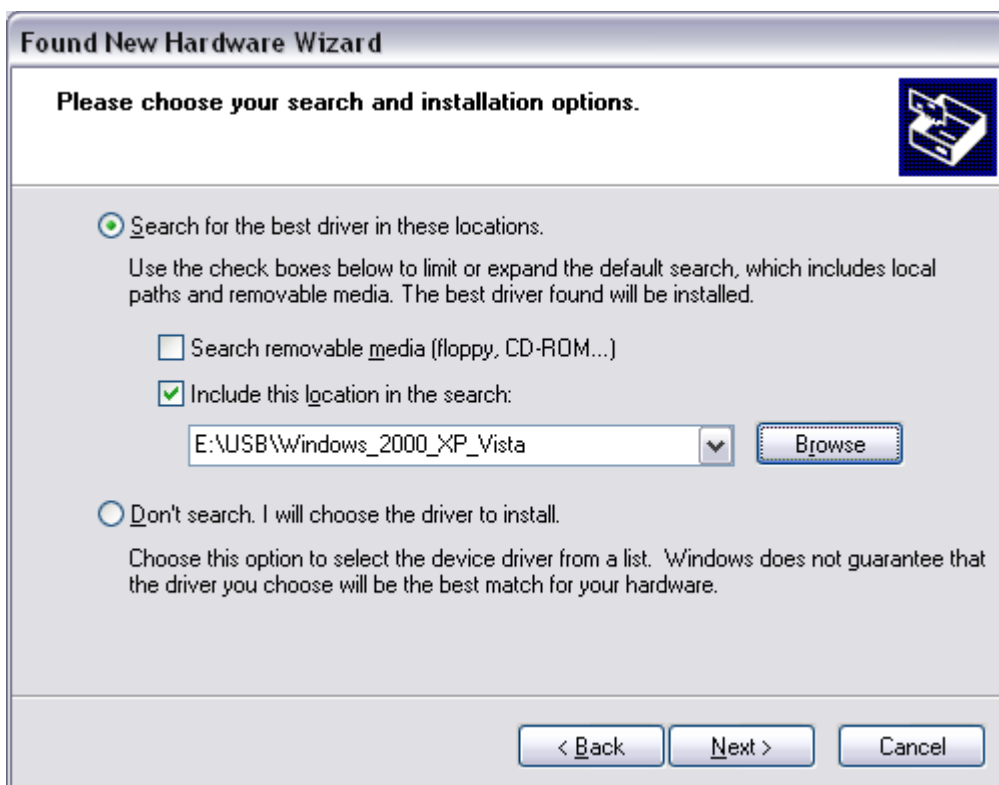 Found New Hardware Wizard
Please choose your search and installation options.
Search for the best driver in these locations.
Use the check boxes below to limit or expand the default search, which includes local
paths and removable media. The best driver found will be installed.
Search removable media (floppy, CD-ROM...)
Include this location in the search:
E:\USB\Windows_2000_XP_Vista
Browse
Don't search. I will choose the driver to install.
Choose this option to select the device driver from a list. Windows does not guarantee that
the driver you choose will be the best match for your hardware.
< Back Next > Cancel